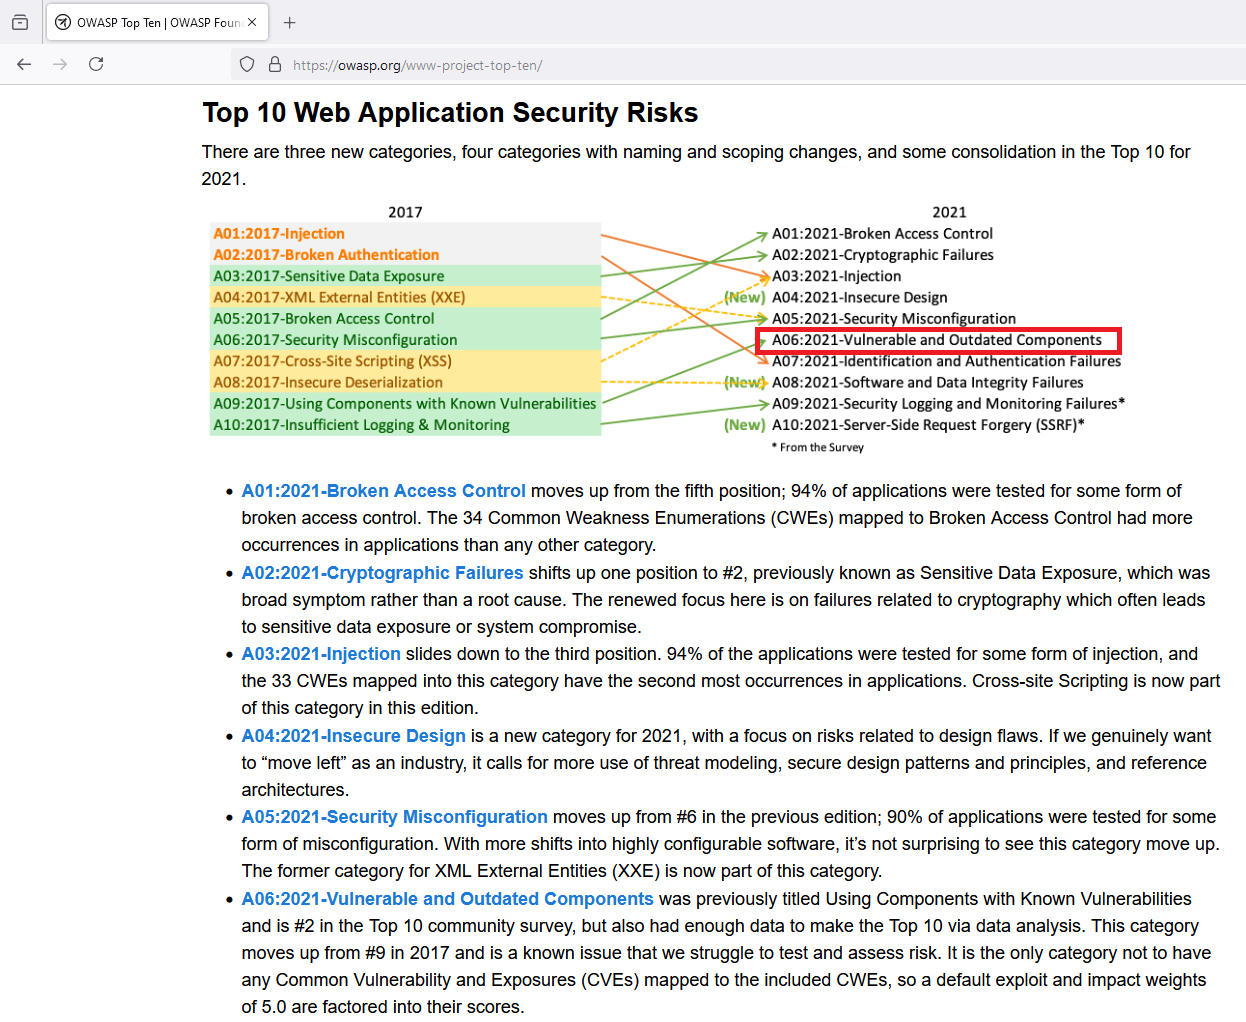 OWASP Top Ten | OWASP Foun
https://owasp.org/www-project-top-ten/
Top 10 Web Application Security Risks
There are three new categories, four categories with naming and scoping changes, and some consolidation in the Top 10 for
2021.
2017
A01:2017-Injection
A02:2017-Broken Authentication
A03:2017-Sensitive Data Exposure
A04:2017-XML External Entities (XXE)
A05:2017-Broken Access Control
A06:2017-Security Misconfiguration
A07:2017-Cross-Site Scripting (XSS)
A08:2017-Insecure Deserialization
A09:2017-Using Components with Known Vulnerabilities
A10:2017-Insufficient Logging & Monitoring
2021
A01:2021-Broken Access Control
A02:2021-Cryptographic Failures
A03:2021-Injection
(New) A04:2021-Insecure Design
A05:2021-Security Misconfiguration
A06:2021-Vulnerable and Outdated Components
A07:2021-Identification and Authentication Failures
(New) A08:2021-Software and Data Integrity Failures
A09:2021-Security Logging and Monitoring Failures*
(New) A10:2021-Server-Side Request Forgery (SSRF)*
* From the Survey
• A01:2021-Broken Access Control moves up from the fifth position; 94% of applications were tested for some form of
broken access control. The 34 Common Weakness Enumerations (CWEs) mapped to Broken Access Control had more
occurrences in applications than any other category.
• A02:2021-Cryptographic Failures shifts up one position to #2, previously known as Sensitive Data Exposure, which was
broad symptom rather than a root cause. The renewed focus here is on failures related to cryptography which often leads
to sensitive data exposure or system compromise.
• A03:2021-Injection slides down to the third position. 94% of the applications were tested for some form of injection, and
the 33 CWEs mapped into this category have the second most occurrences in applications. Cross-site Scripting is now part
of this category in this edition.
• A04:2021-Insecure Design is a new category for 2021, with a focus on risks related to design flaws. If we genuinely want
to “move left” as an industry, it calls for more use of threat modeling, secure design patterns and principles, and reference
architectures.
• A05:2021-Security Misconfiguration moves up from #6 in the previous edition; 90% of applications were tested for some
form of misconfiguration. With more shifts into highly configurable software, it’s not surprising to see this category move up.
The former category for XML External Entities (XXE) is now part of this category.
• A06:2021-Vulnerable and Outdated Components was previously titled Using Components with Known Vulnerabilities
and is #2 in the Top 10 community survey, but also had enough data to make the Top 10 via data analysis. This category
moves up from #9 in 2017 and is a known issue that we struggle to test and assess risk. It is the only category not to have
any Common Vulnerability and Exposures (CVEs) mapped to the included CWEs, so a default exploit and impact weights
of 5.0 are factored into their scores.